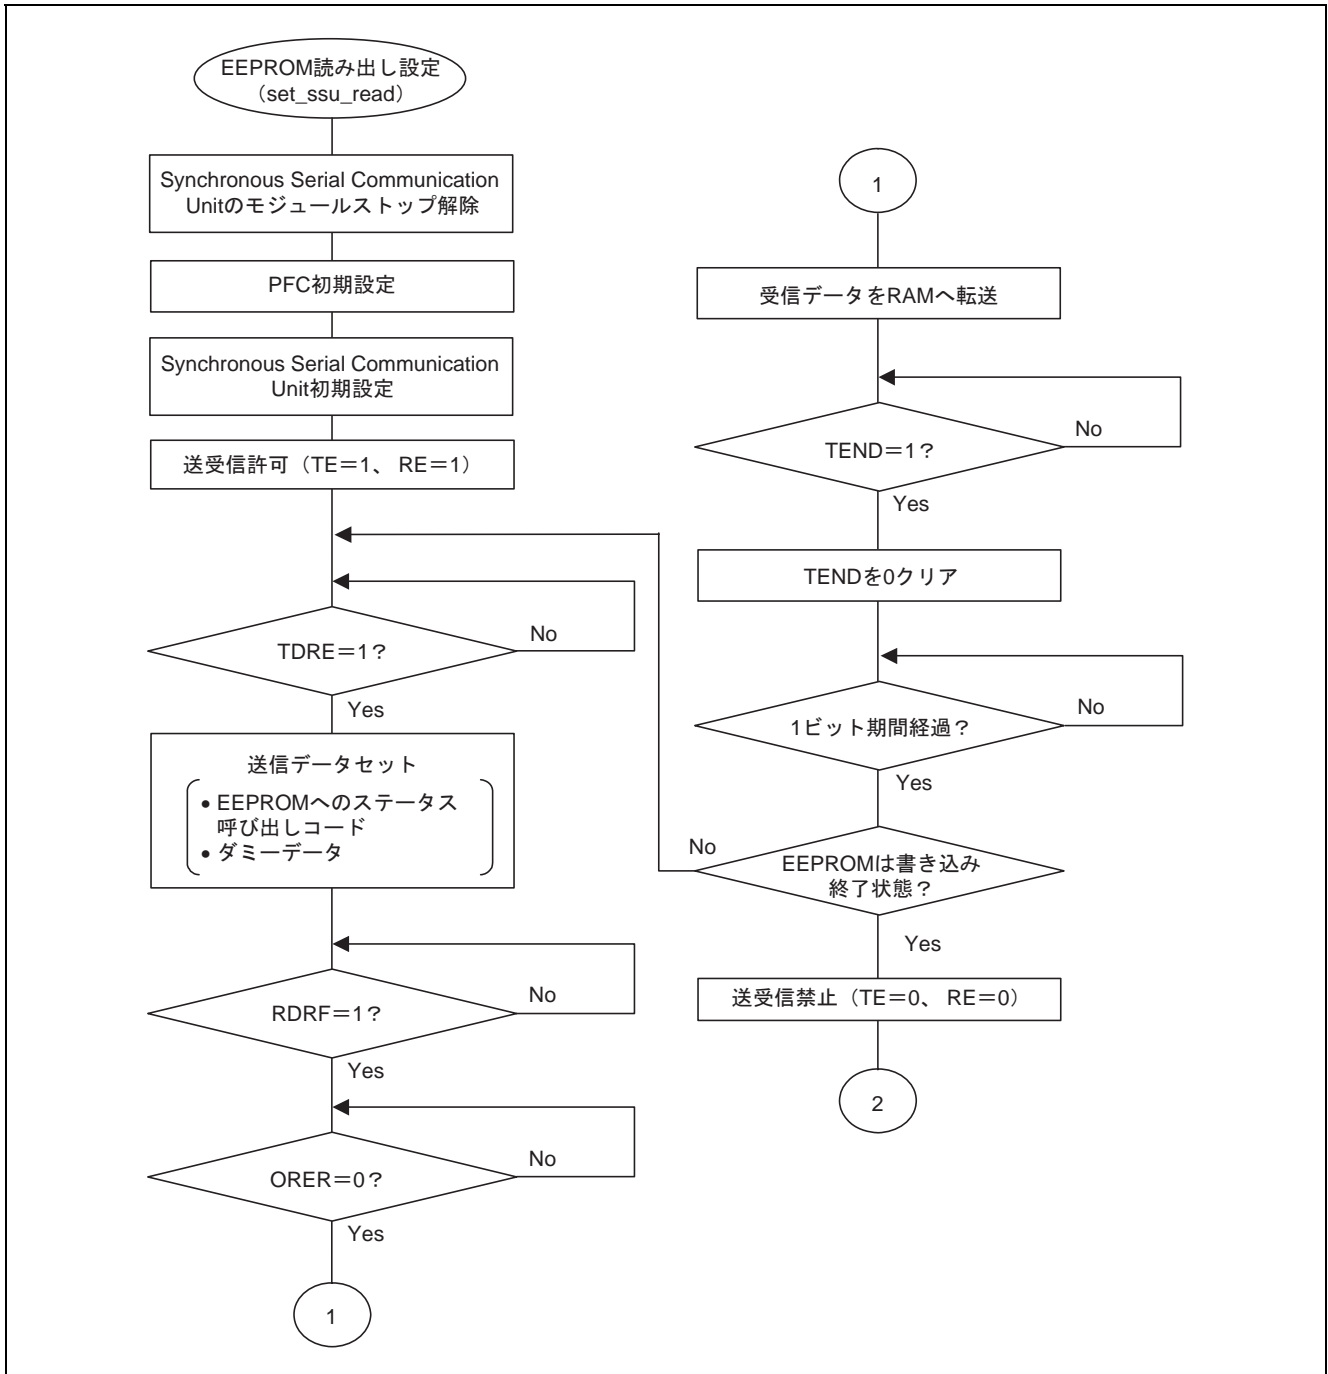 EEPROM読み出し設定
（set_ssu_read）
Synchronous Serial Communication
Unitのモジュールストップ解除
PFC初期設定
Synchronous Serial Communication
Unit初期設定
送受信許可（TE＝1、 RE＝1）
TDRE＝1？
No
Yes
送信データセット
• EEPROMへのステータス
呼び出しコード
• ダミーデータ
RDRF＝1？
No
Yes
ORER＝0？
No
Yes
1
1
受信データをRAMへ転送
TEND＝1？
No
Yes
TENDを0クリア
1ビット期間経過？
No
Yes
EEPROMは書き込み
終了状態？
No
Yes
送受信禁止（TE＝0、 RE＝0）
2